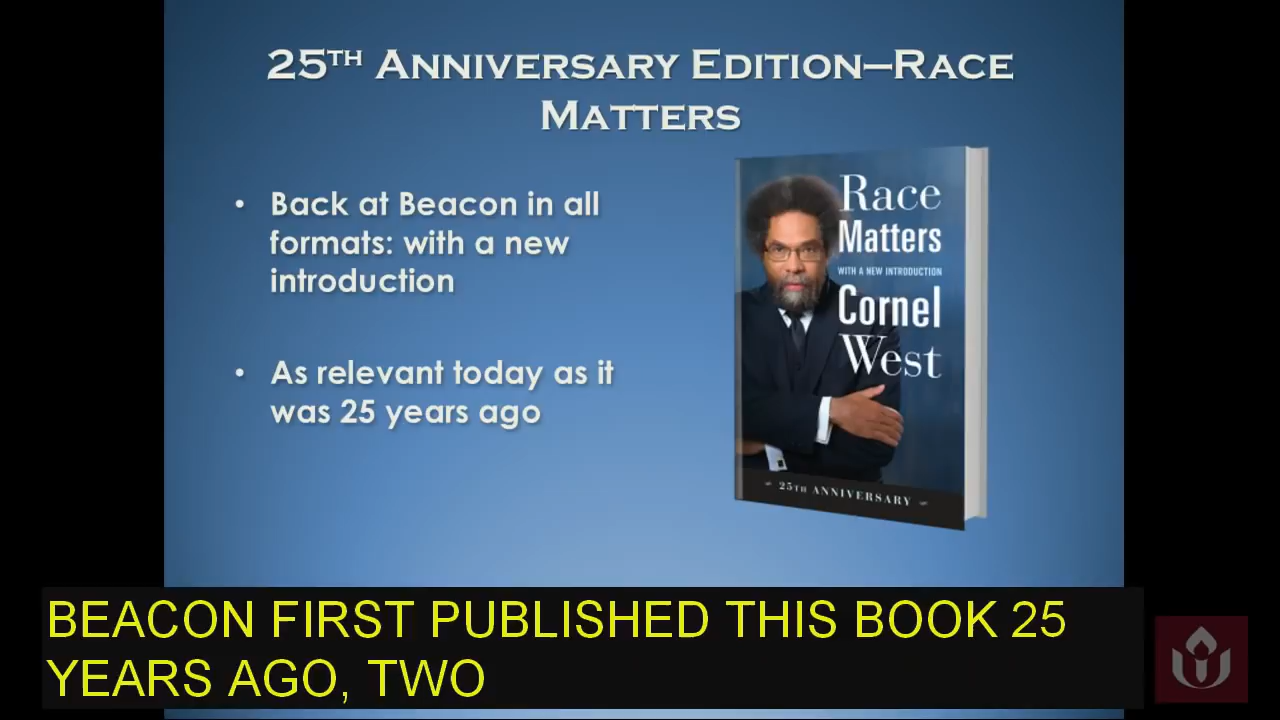 25TH ANNIVERSARY EDITION—RACE
MATTERS
• Back at Beacon in all
formats: with a new
introduction
• As relevant today as it
was 25 years ago
Race
Matters
WITH A NEW INTRODUCTION
Cornel
West
25TH ANNIVERSARY
BEACON FIRST PUBLISHED THIS BOOK 25
YEARS AGO, TWO